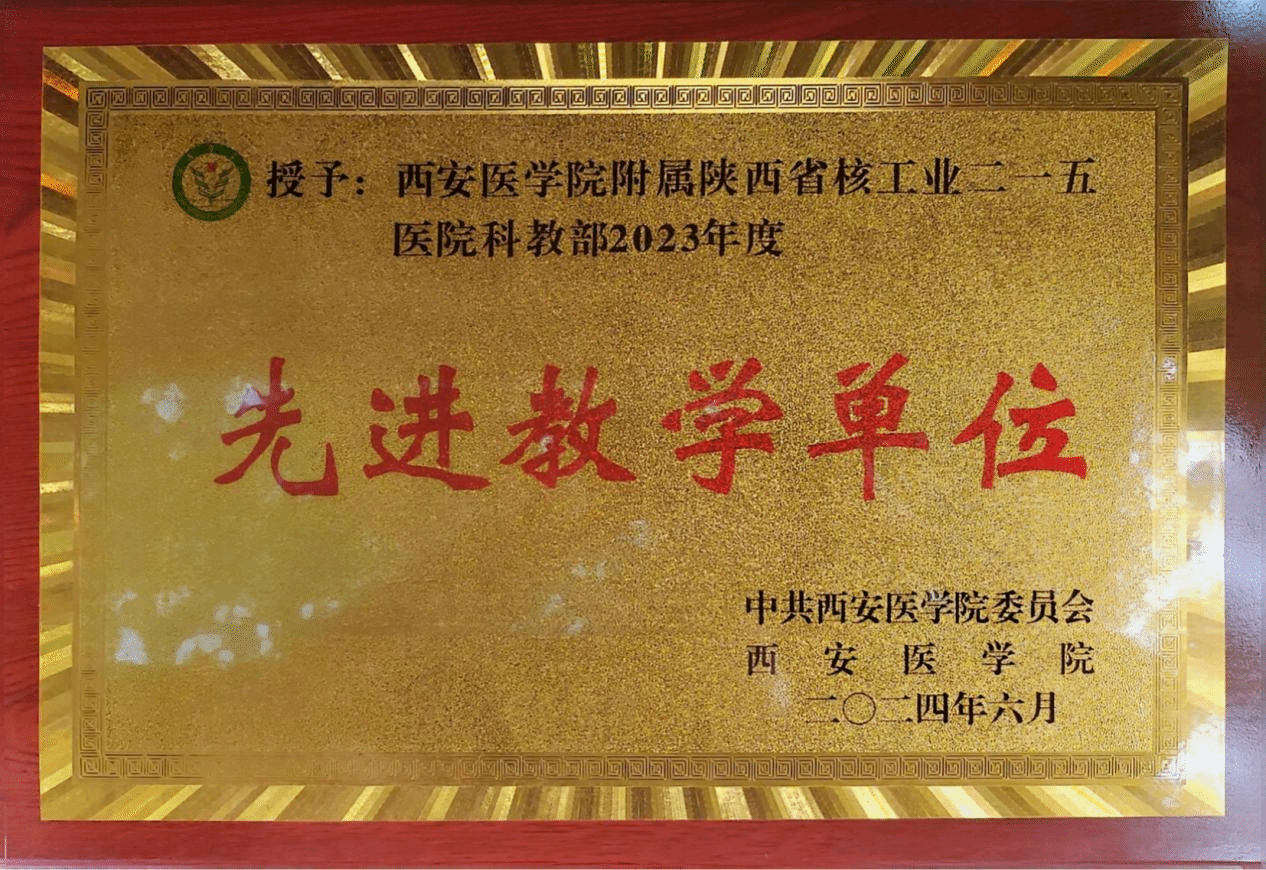 授予：西安医学院附属陕西省核工业二一五
医院科教部2023年度
先进教学单位
中共西安医学院委员会
西安医学院
二〇二四年六月